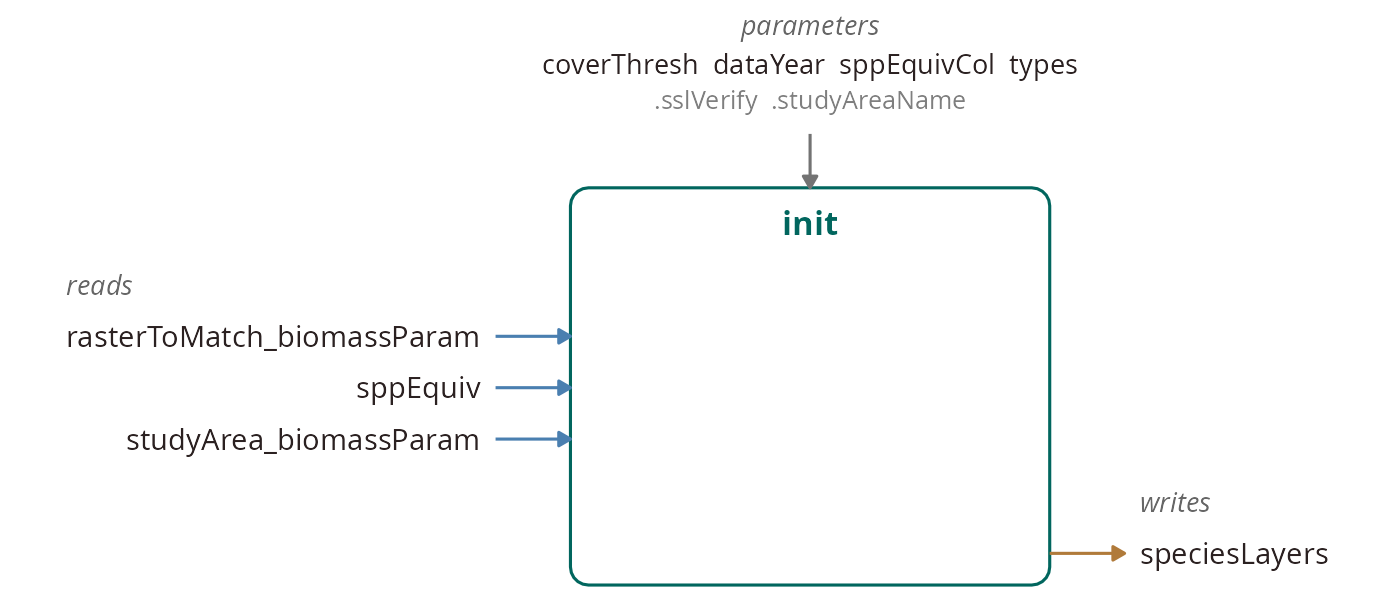 parameters
coverThresh dataYear sppEquivCol types
.sslVerify .studyAreaName
init
reads
rasterToMatch_biomassParam
sppEquiv
studyArea_biomassParam
writes
speciesLayers